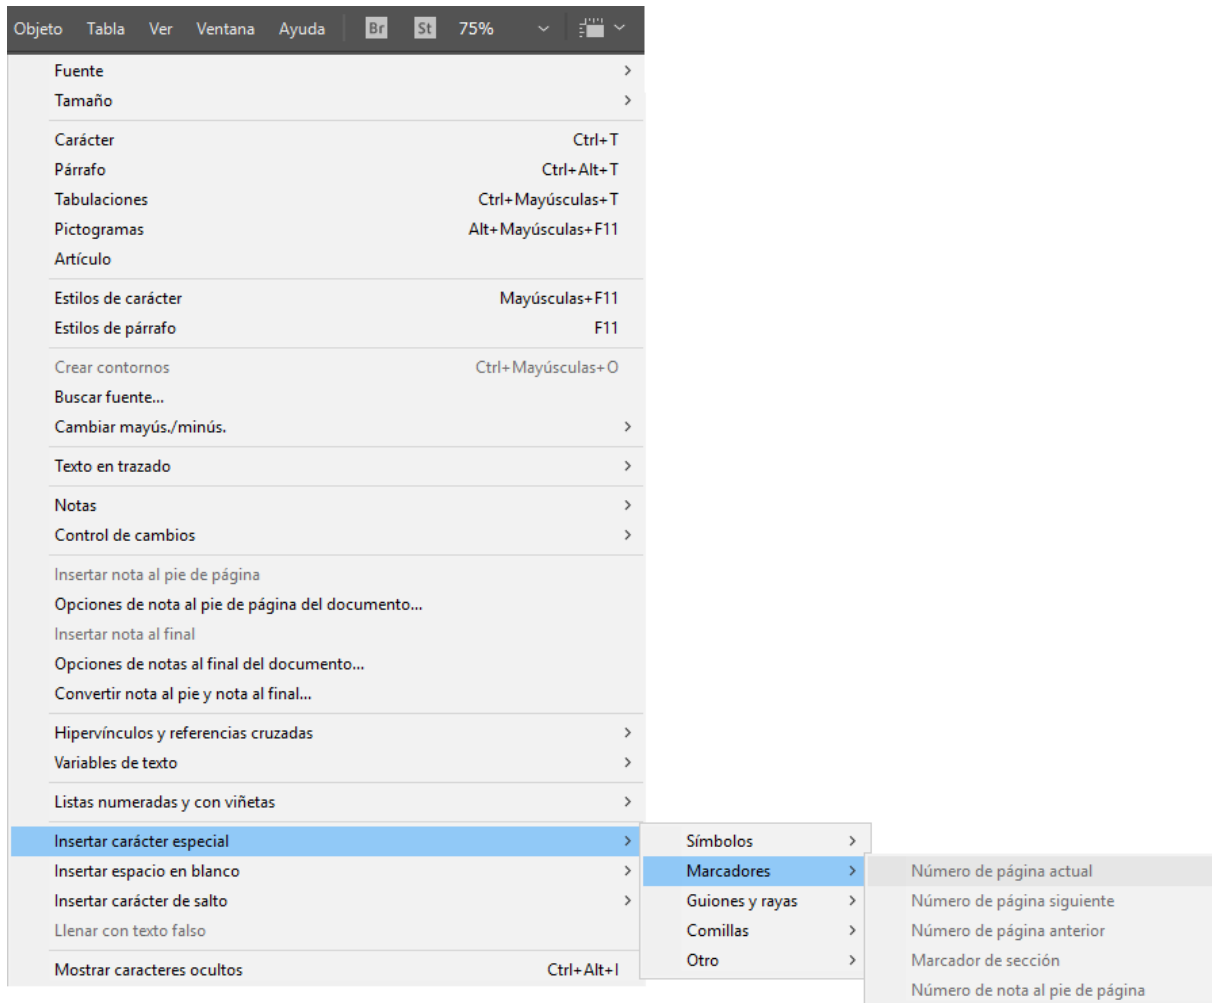 Objeto Tabla Ver Ventana Ayuda Br St 75%
Fuente
Tamaño
Carácter Ctrl+T
Párrafo Ctrl+Alt+T
Tabulaciones Ctrl+Mayúsculas+T
Pictogramas Alt+Mayúsculas+F11
Artículo
Estilos de carácter Mayúsculas+F11
Estilos de párrafo F11
Crear contornos Ctrl+Mayúsculas+O
Buscar fuente...
Cambiar mayús./minús.
Texto en trazado
Notas
Control de cambios
Insertar nota al pie de página
Opciones de nota al pie de página del documento...
Insertar nota al final
Opciones de notas al final del documento...
Convertir nota al pie y nota al final...
Hipervínculos y referencias cruzadas
Variables de texto
Listas numeradas y con viñetas
Insertar carácter especial Símbolos
Insertar espacio en blanco Marcadores Número de página actual
Insertar carácter de salto Guiones y rayas Número de página siguiente
Llenar con texto falso Comillas Número de página anterior
Mostrar caracteres ocultos Ctrl+Alt+I Otro Marcador de sección
Número de nota al pie de página